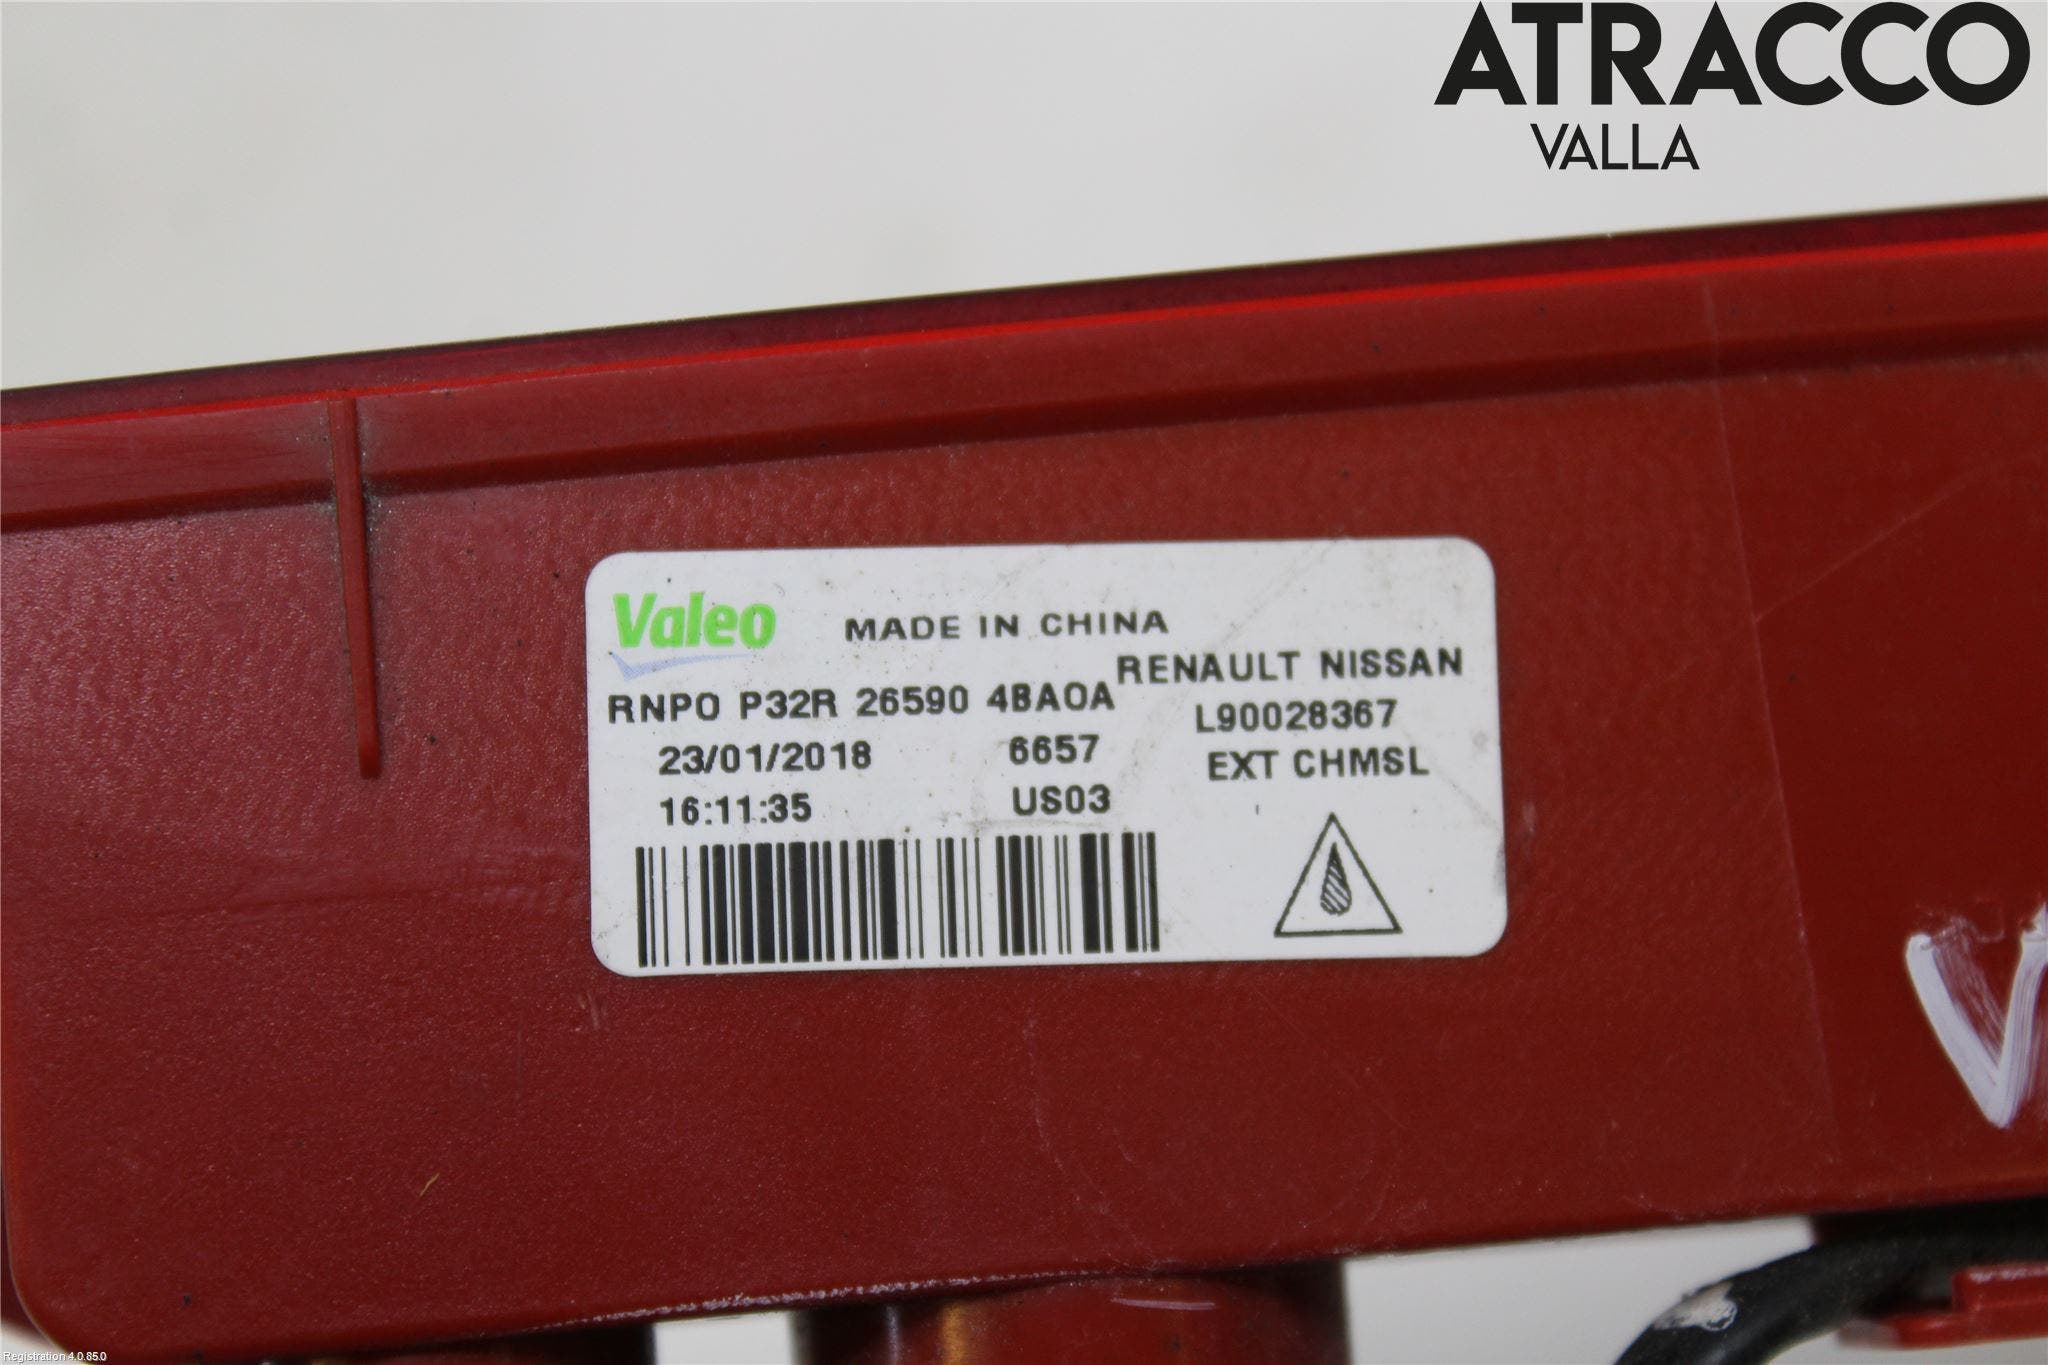 ATRACCO
VALLA
Valeo MADE IN CHINA
RENAULT NISSAN
RNPO P32R 26590 4BA0A
L90028367
23/01/2018 6657
EXT CHMSL
16:11:35 US03
V
Registration 4.0.85.0